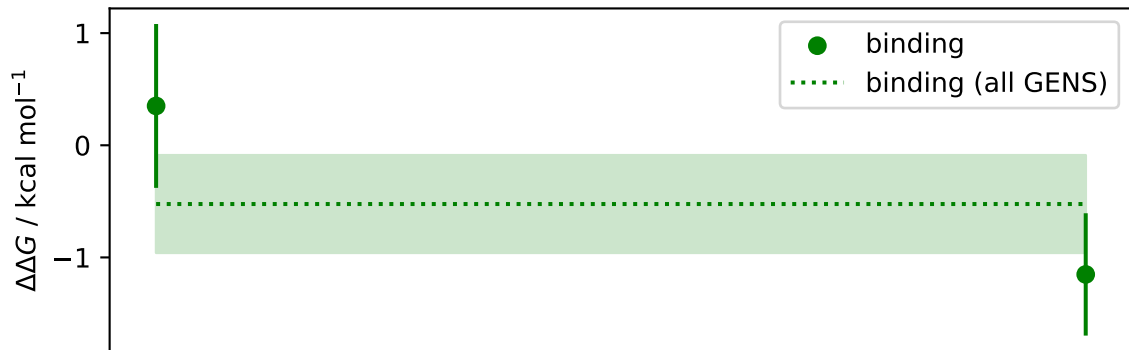 1
0
−1
ΔΔG / kcal mol⁻¹
binding
binding (all GENS)